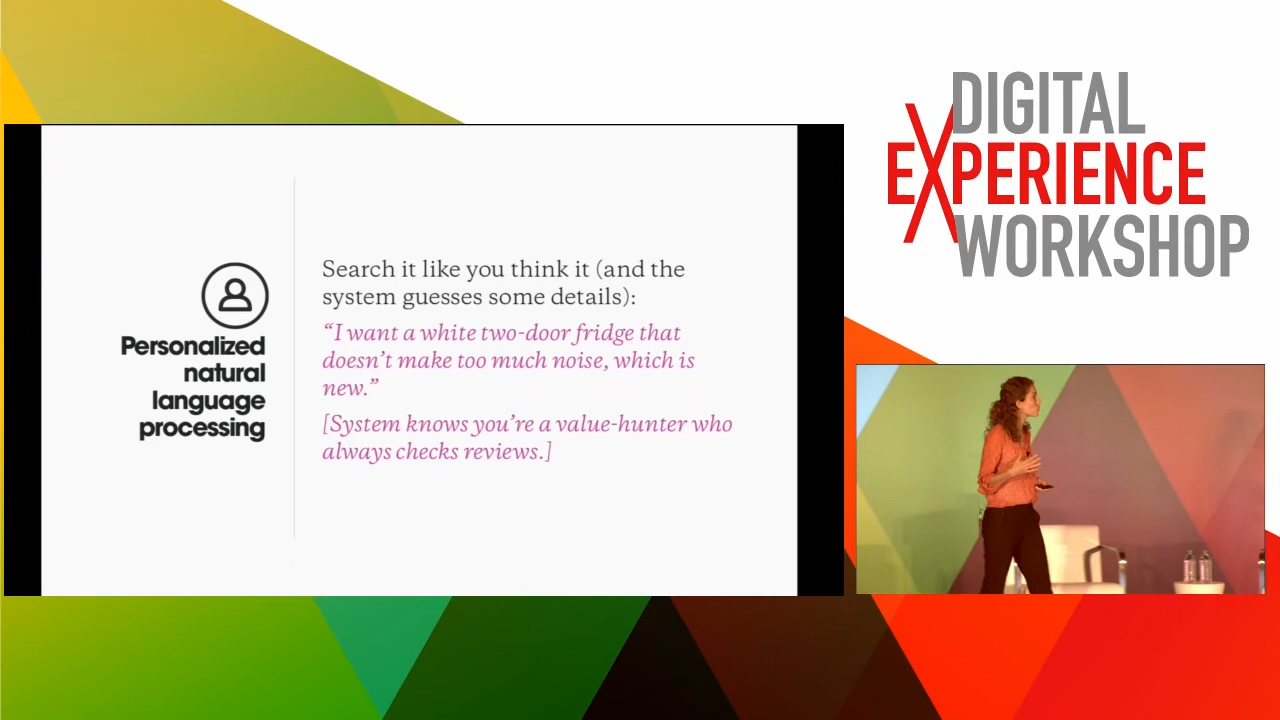 DIGITAL
EXPERIENCE
WORKSHOP
Personalized
natural
language
processing
Search it like you think it (and the
system guesses some details):
“I want a white two-door fridge that
doesn’t make too much noise, which is
new.”
[System knows you’re a value-hunter who
always checks reviews.]